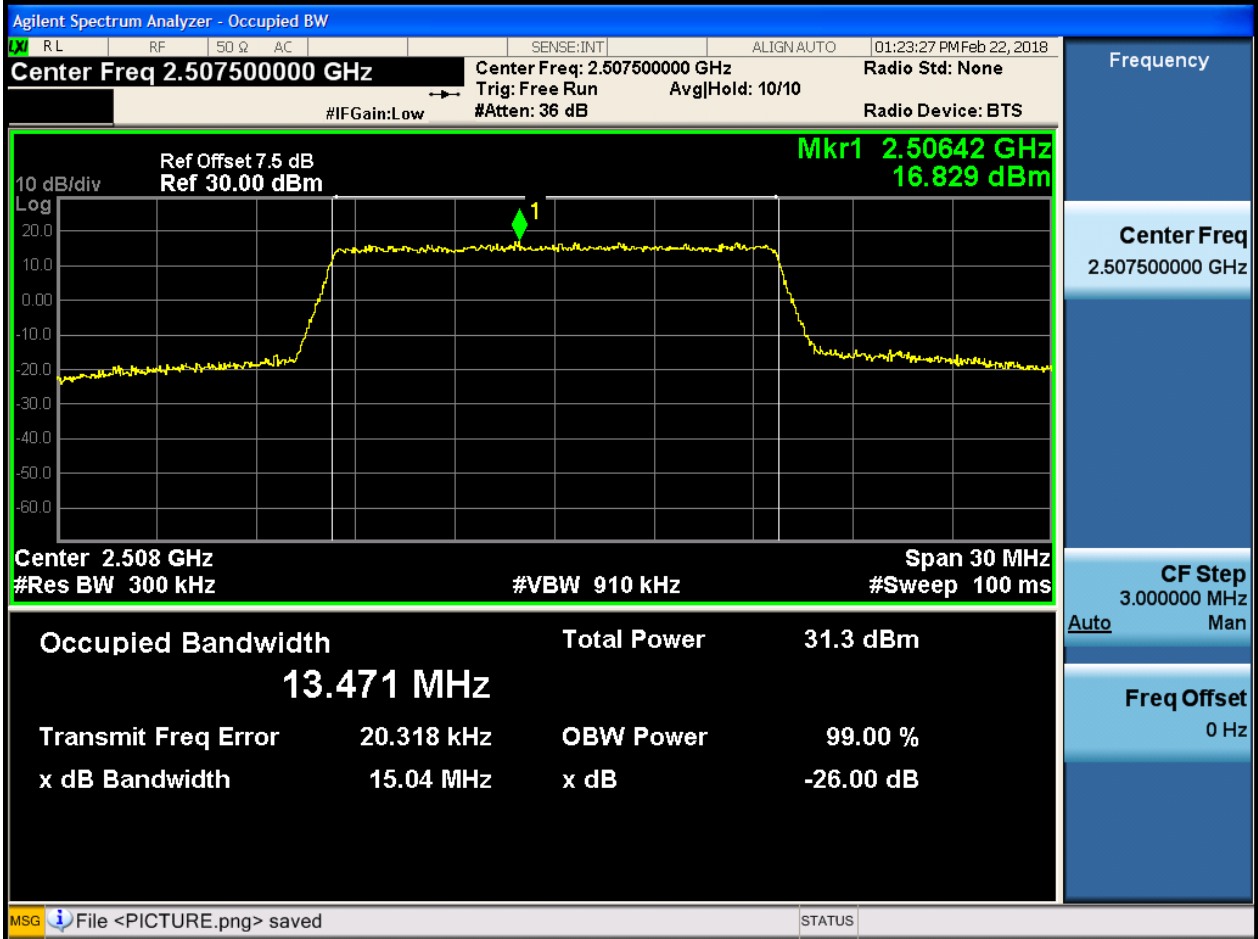 Agilent Spectrum Analyzer - Occupied BW
LXI RL RF 50 Ω AC SENSE:INT ALIGN AUTO 01:23:27 PM Feb 22, 2018
Center Freq 2.507500000 GHz
Center Freq: 2.507500000 GHz Radio Std: None
Trig: Free Run Avg|Hold: 10/10
#IFGain:Low #Atten: 36 dB Radio Device: BTS
Ref Offset 7.5 dB
10 dB/div Ref 30.00 dBm
Mkr1 2.50642 GHz
16.829 dBm
Log
1
20.0
10.0
0.00
-10.0
-20.0
-30.0
-40.0
-50.0
-60.0
Center 2.508 GHz Span 30 MHz
#Res BW 300 kHz #VBW 910 kHz #Sweep 100 ms
Occupied Bandwidth Total Power 31.3 dBm
13.471 MHz
Transmit Freq Error 20.318 kHz OBW Power 99.00 %
x dB Bandwidth 15.04 MHz x dB -26.00 dB
Frequency
Center Freq
2.507500000 GHz
CF Step
3.000000 MHz
Auto Man
Freq Offset
0 Hz
MSG File <PICTURE.png> saved STATUS